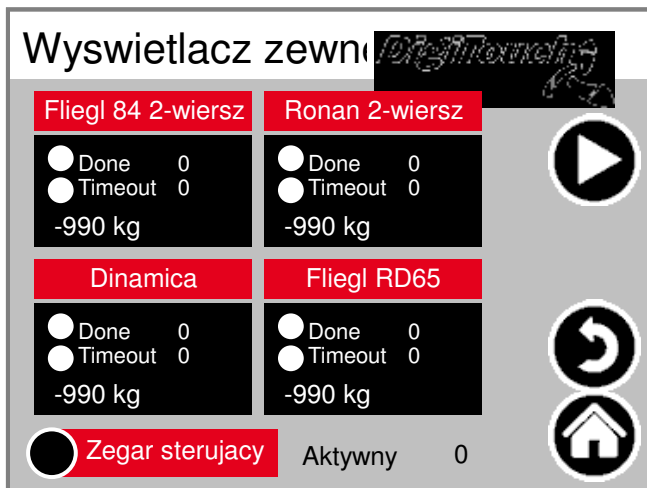 Wyswietlacz zewn
DigiTouch
Fliegl 84 2-wiersz
Done 0
Timeout 0
-990 kg
Ronan 2-wiersz
Done 0
Timeout 0
-990 kg
Dinamica
Done 0
Timeout 0
-990 kg
Fliegl RD65
Done 0
Timeout 0
-990 kg
Zegar sterujacy
Aktywny 0